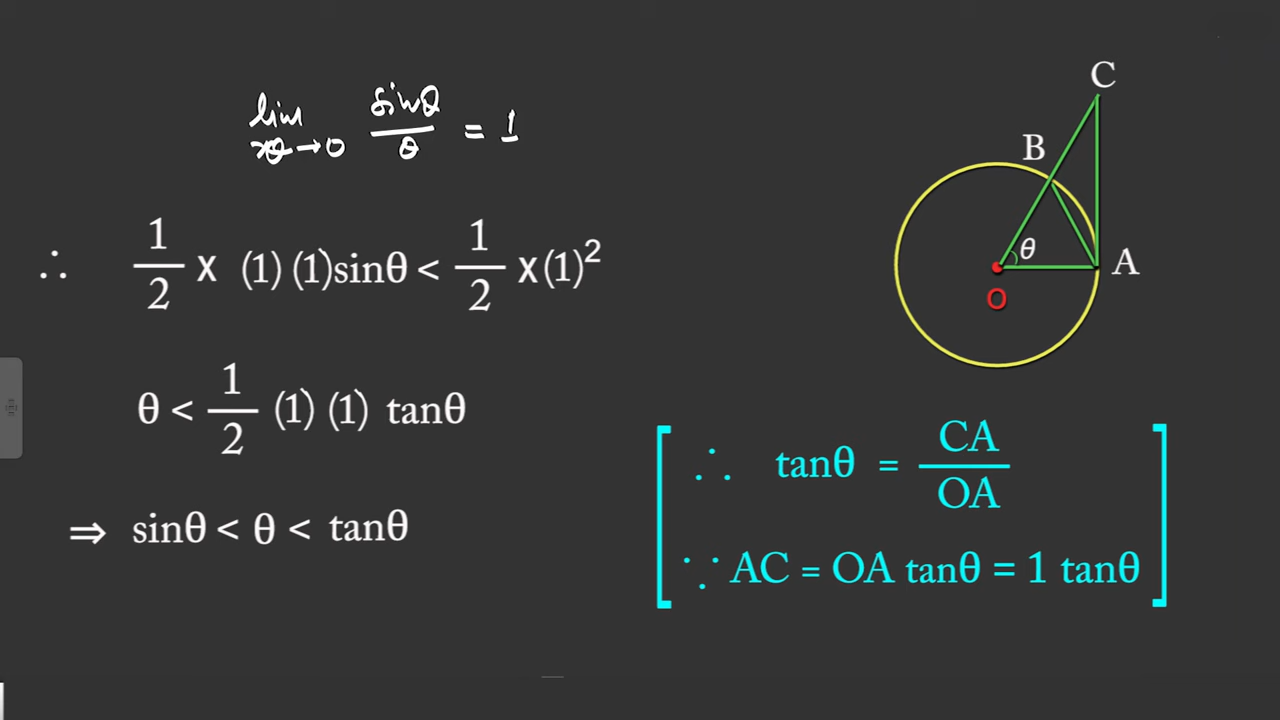 lim xθ→0 sinθ/θ = 1
∴ 1/2 x (1) (1)sinθ < 1/2 x (1)²
θ < 1/2 (1) (1) tanθ
⇒ sinθ < θ < tanθ
C
B
θ
A
O
[ ∴ tanθ = CA/OA
∵ AC = OA tanθ = 1 tanθ ]